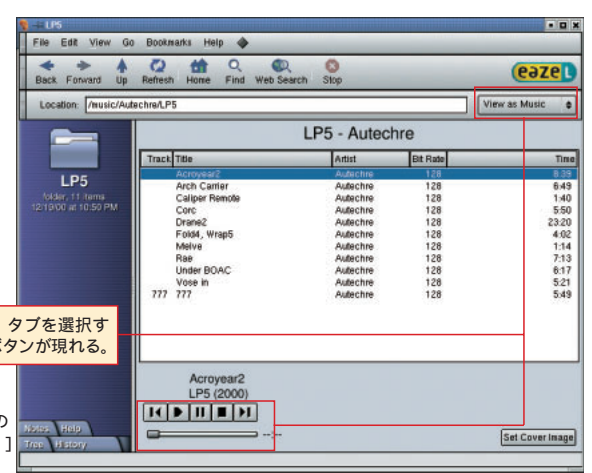 LP5
File Edit View Go Bookmarks Help
Back Forward Up Refresh Home Find Web Search Stop
eazel
Location: /music/Autechre/LP5
View as Music
LP5 - Autechre
LP5
folder, 11 items
12/19/00 at 10:50 PM
Track Title Artist Bit Rate Time
Acroyear2 Autechre 128 8:39
Arch Carrier Autechre 128 6:49
Caliper Remote Autechre 128 1:40
Corc Autechre 128 5:50
Drane2 Autechre 128 23:20
Fold4, Wrap5 Autechre 128 4:02
Melve Autechre 128 1:14
Rae Autechre 128 7:13
Under BOAC Autechre 128 6:17
Vose in Autechre 128 5:21
777 777 Autechre 128 5:49
タブを選択す
ボタンが現れる。
Acroyear2
LP5 (2000)
--:--
の
]
Notes Help
Tree History
Set Cover Image